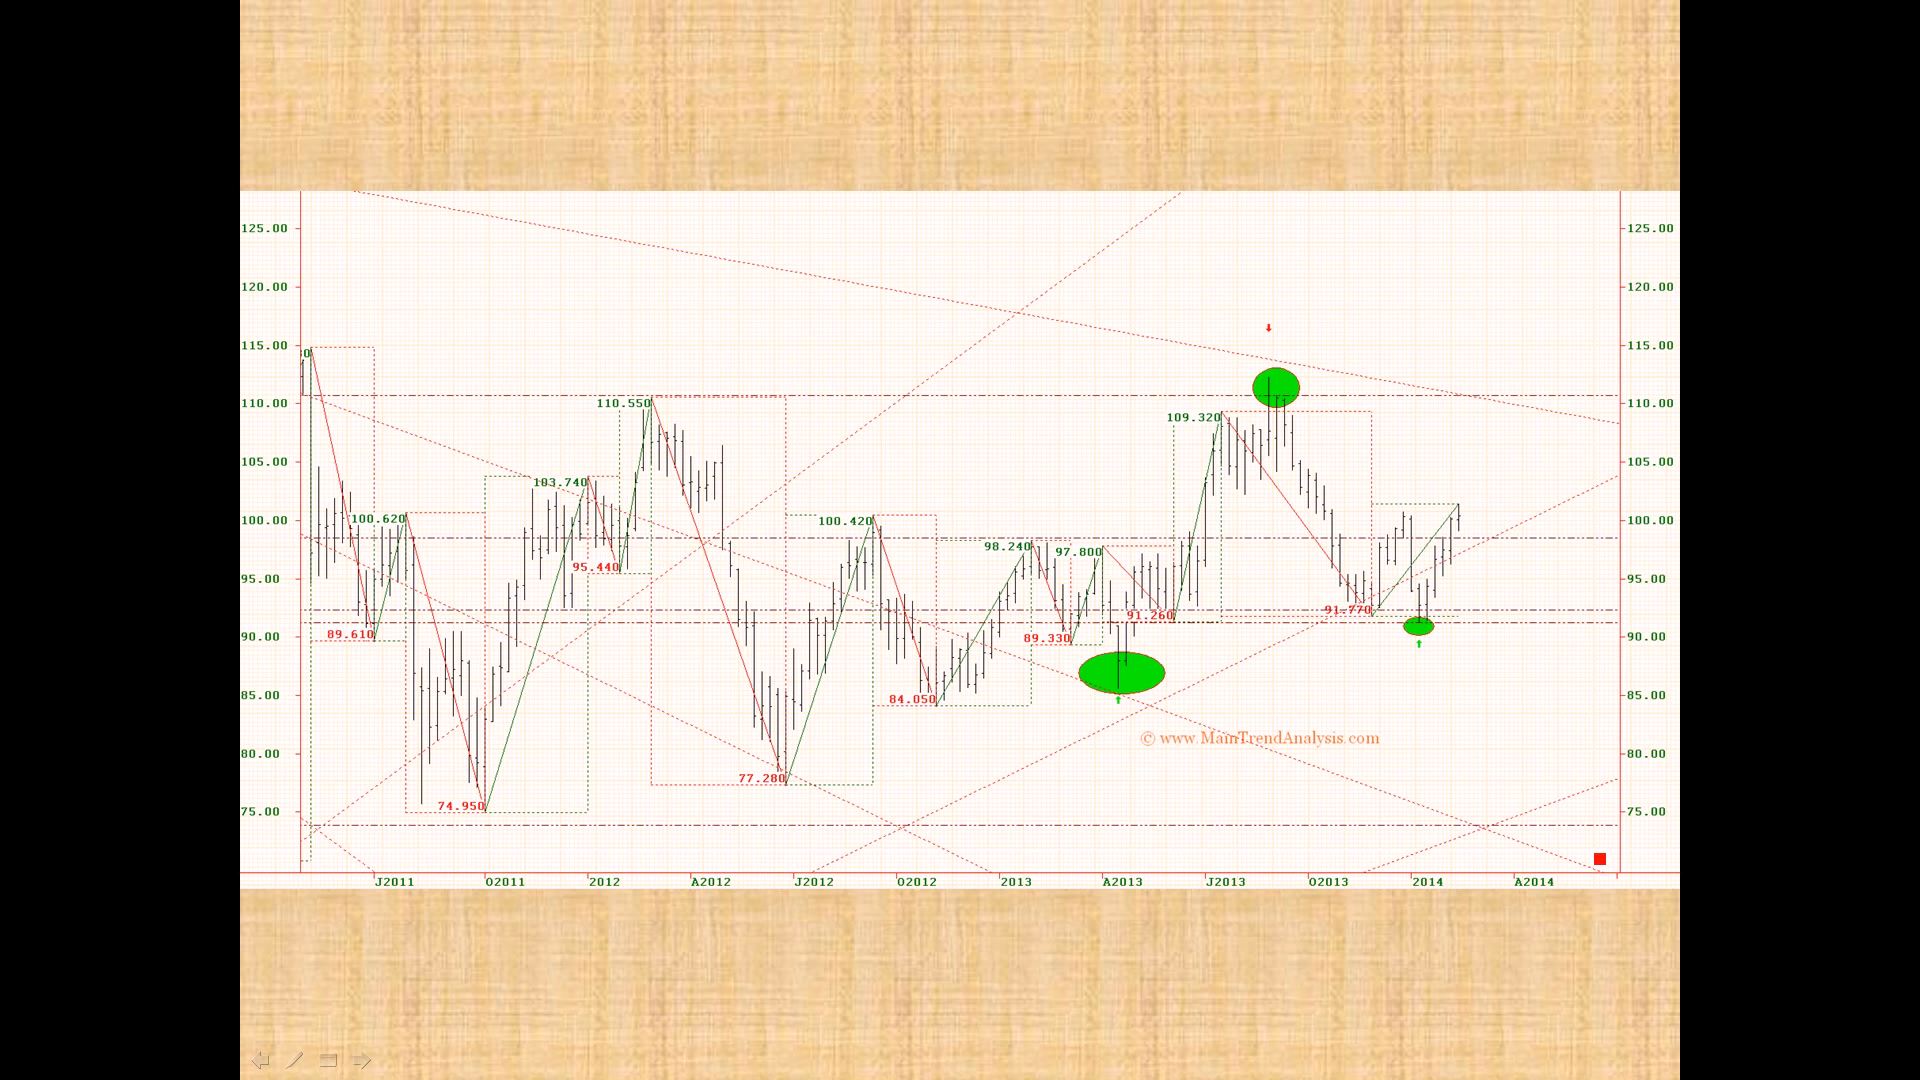 125.00 125.00
120.00 120.00
115.00 115.00
110.550 110.00 110.00
109.320
105.00 105.00
103.740
100.620 100.420 100.00 100.00
98.240 97.800
95.440 95.00 95.00
91.260 91.770
89.610 89.330 90.00 90.00
85.00 84.050 85.00
© www.MainTrendAnalysis.com
80.00 80.00
77.280
74.950
75.00 75.00
J2011 O2011 2012 A2012 J2012 O2012 2013 A2013 J2013 O2013 2014 A2014